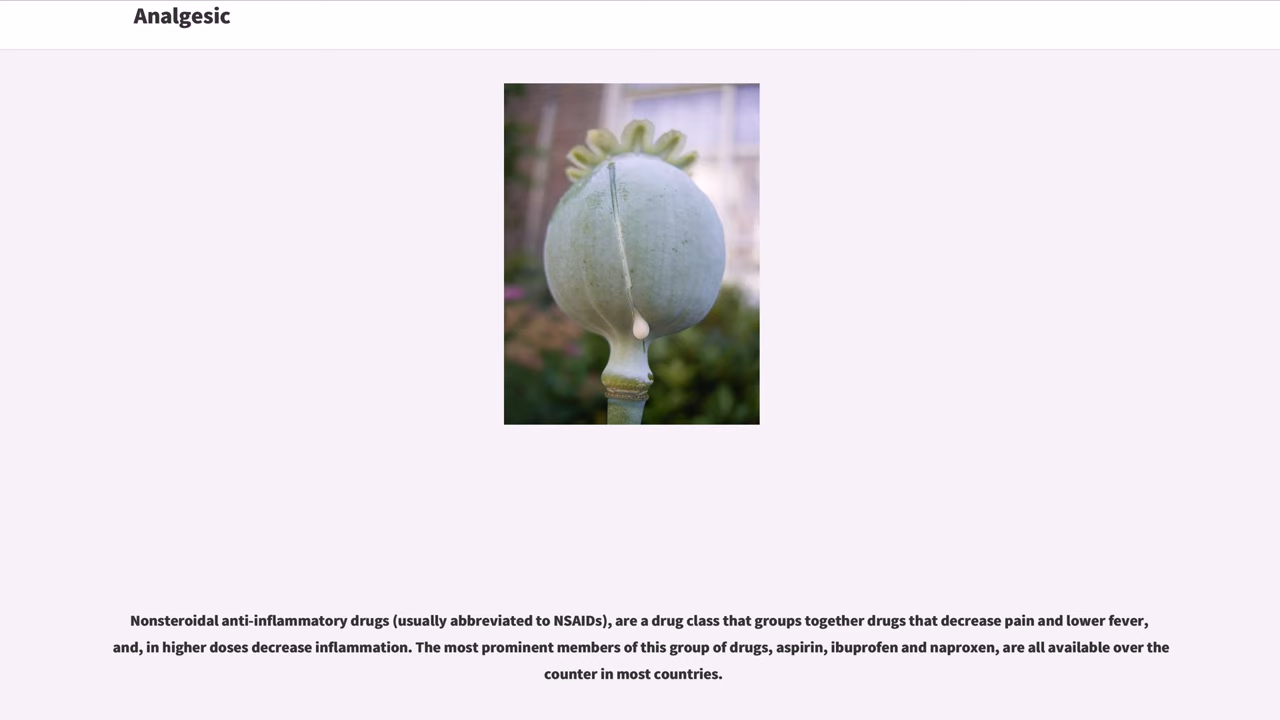 Analgesic
Nonsteroidal anti-inflammatory drugs (usually abbreviated to NSAIDs), are a drug class that groups together drugs that decrease pain and lower fever,
and, in higher doses decrease inflammation. The most prominent members of this group of drugs, aspirin, ibuprofen and naproxen, are all available over the
counter in most countries.